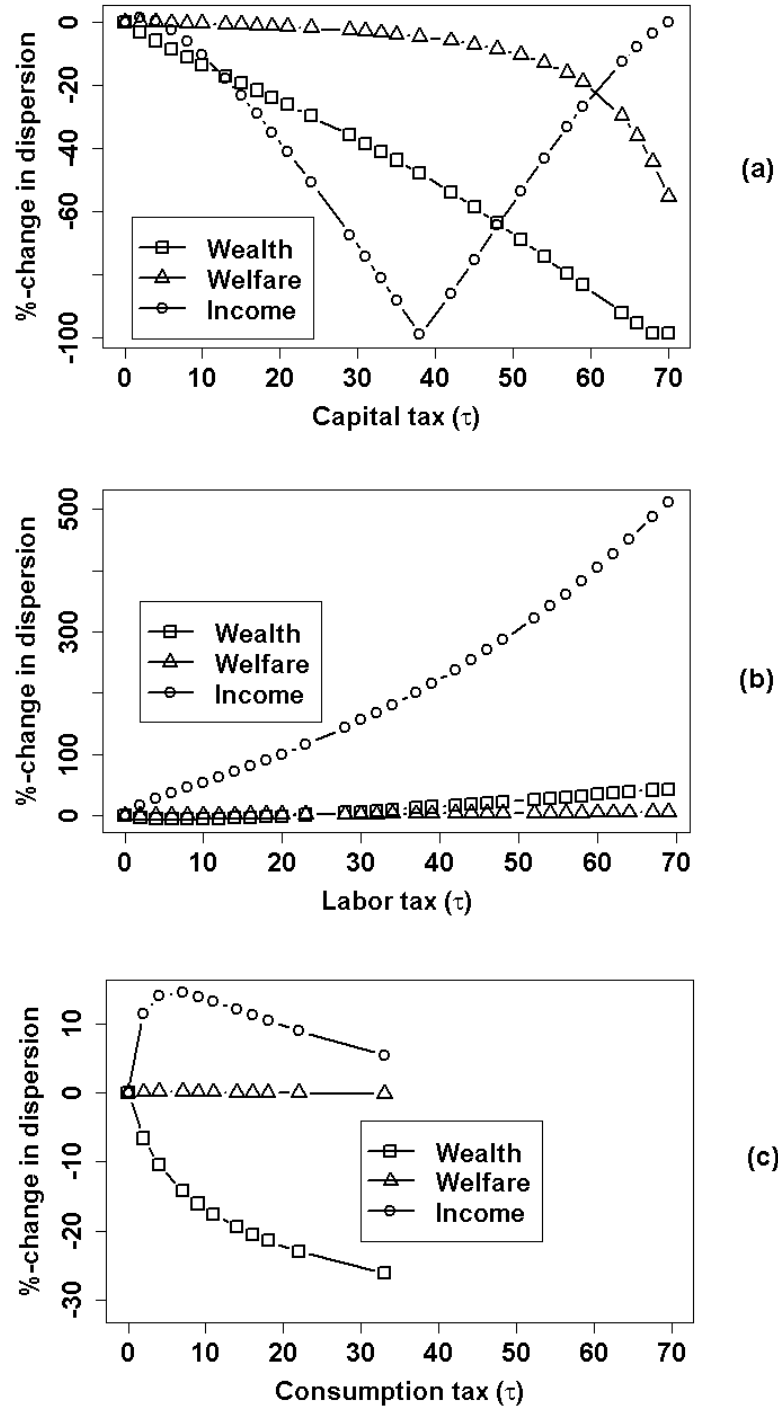 %-change in dispersion
0
-20
-40
-60
-100
Wealth
Welfare
Income
0 10 20 30 40 50 60 70
Capital tax (τ)
(a)
%-change in dispersion
500
300
100
0
Wealth
Welfare
Income
0 10 20 30 40 50 60 70
Labor tax (τ)
(b)
%-change in dispersion
10
0
-10
-20
-30
Wealth
Welfare
Income
0 10 20 30 40 50 60 70
Consumption tax (τ)
(c)